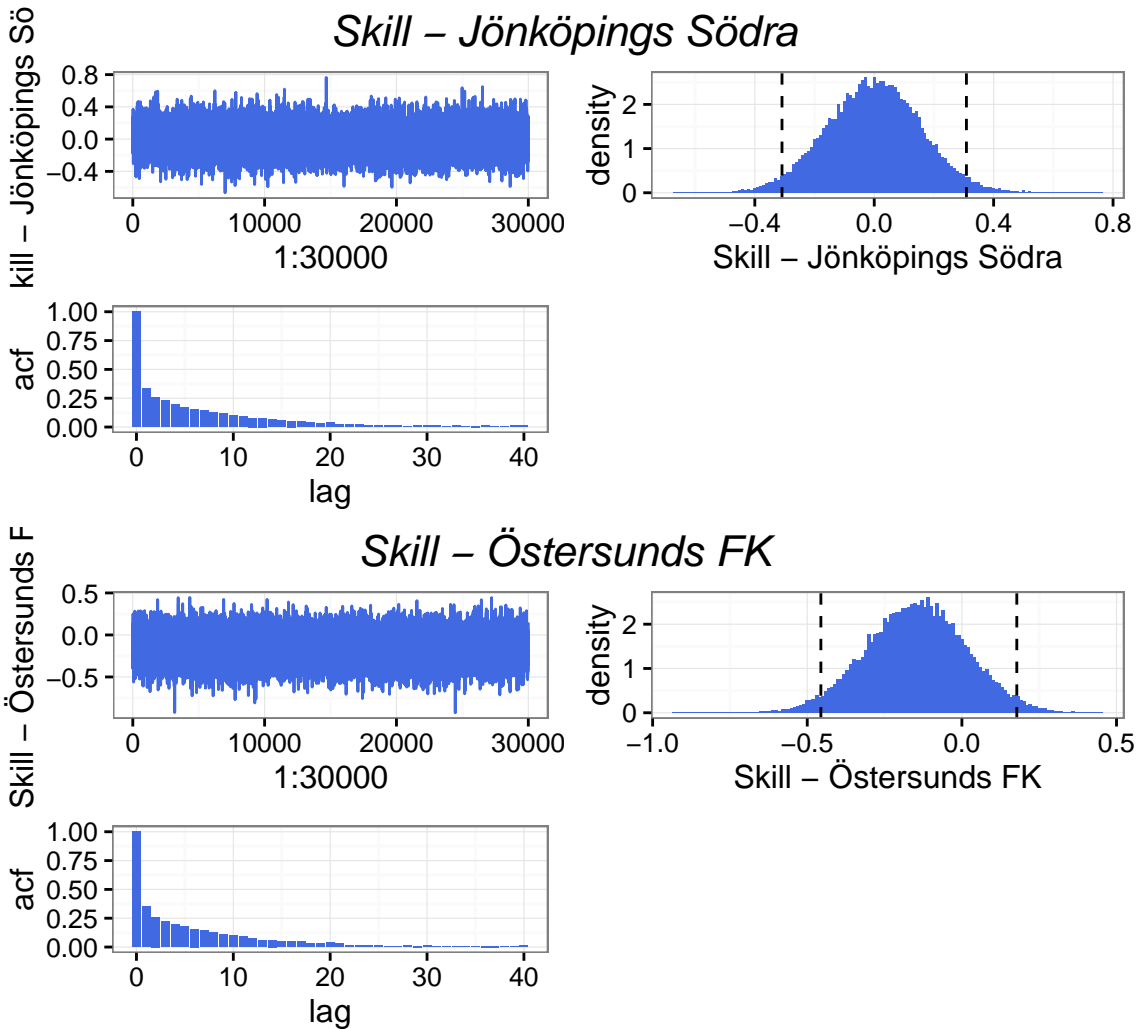 Skill – Jönköpings Södra
kill – Jönköpings Sö
0.8
0.4
0.0
−0.4
0 10000 20000 30000
1:30000
density
2
1
0
−0.4 0.0 0.4 0.8
Skill – Jönköpings Södra
acf
1.00
0.75
0.50
0.25
0.00
0 10 20 30 40
lag
Skill – Östersunds FK
Skill – Östersunds F
0.5
0.0
−0.5
0 10000 20000 30000
1:30000
density
2
1
0
−1.0 −0.5 0.0 0.5
Skill – Östersunds FK
acf
1.00
0.75
0.50
0.25
0.00
0 10 20 30 40
lag